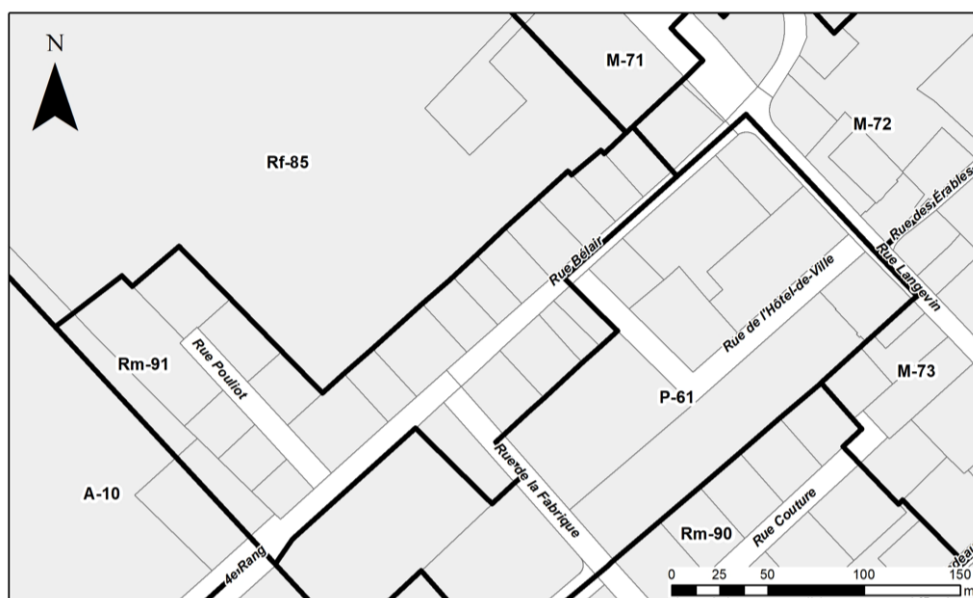 N
M-71
M-72
Rf-85
Rue des Érables
Rue Bélair
Rue Langevin
Rue de l'Hôtel-de-Ville
Rm-91
Rue Pouliot
P-61
M-73
A-10
Rue de la Fabrique
Rm-90
Rue Couture
4e Rang
0 25 50 100 150
m